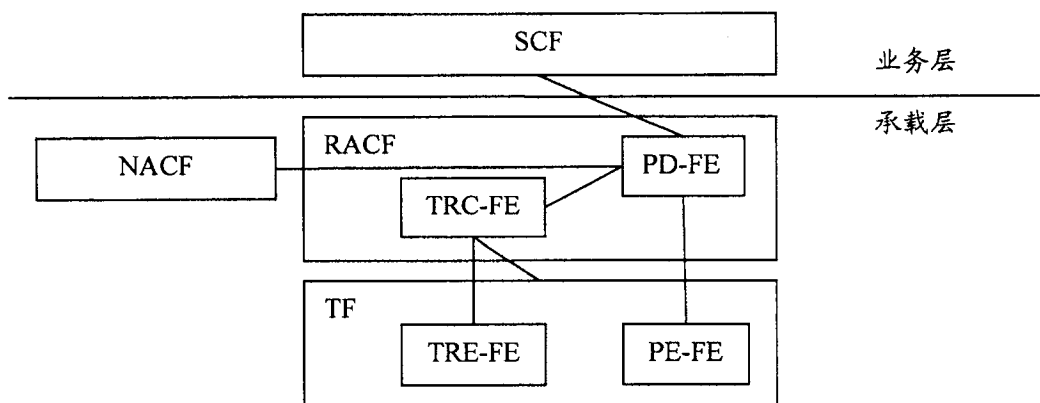 SCF
业务层
承载层
RACF
NACF
PD-FE
TRC-FE
TF
TRE-FE
PE-FE